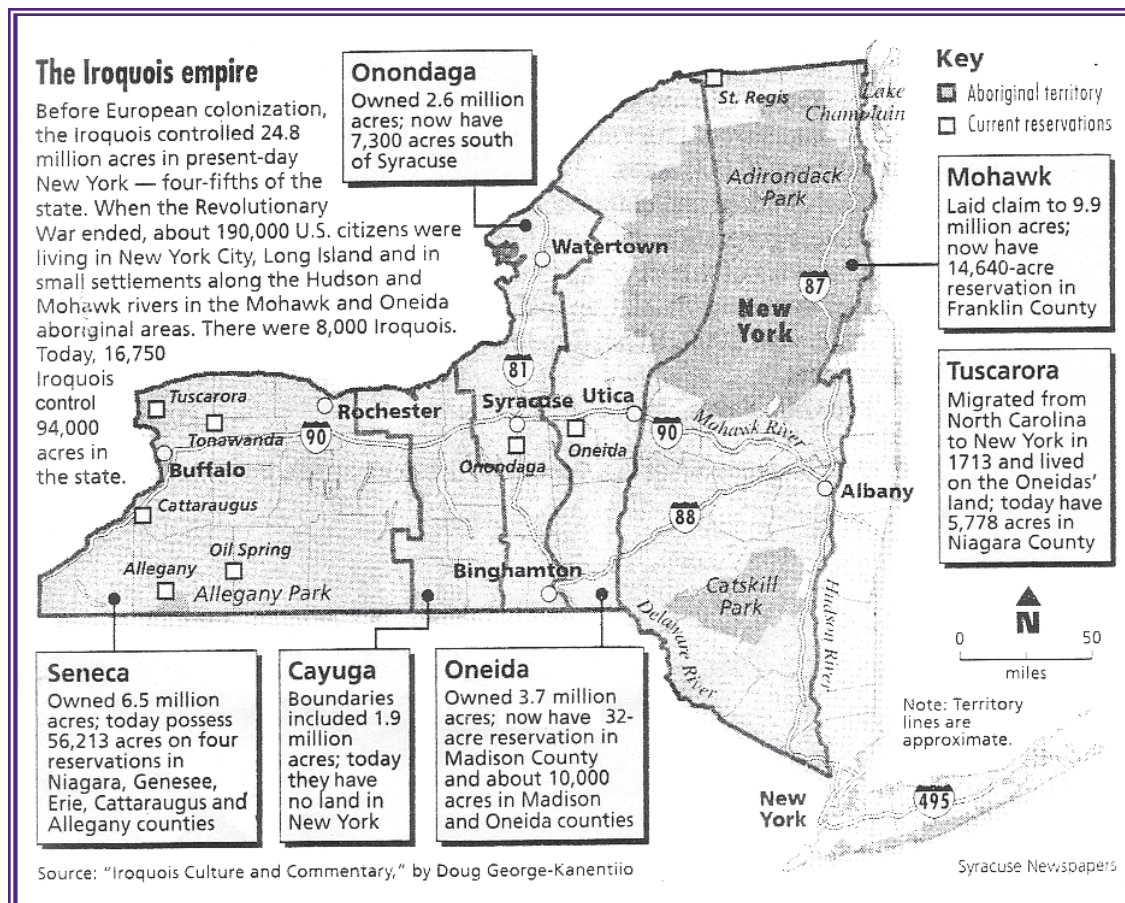 The Iroquois empire
Before European colonization,
the Iroquois controlled 24.8
million acres in present-day
New York — four-fifths of the
state. When the Revolutionary
War ended, about 190,000 U.S. citizens were
living in New York City, Long Island and in
small settlements along the Hudson and
Mohawk rivers in the Mohawk and Oneida
aboriginal areas. There were 8,000 Iroquois.
Today, 16,750
Iroquois
control
94,000
acres in
the state.
Onondaga
Owned 2.6 million
acres; now have
7,300 acres south
of Syracuse
Key
Aboriginal territory
Current reservations
Mohawk
Laid claim to 9.9
million acres;
now have
14,640-acre
reservation in
Franklin County
Tuscarora
Migrated from
North Carolina
to New York in
1713 and lived
on the Oneidas'
land; today have
5,778 acres in
Niagara County
St. Regis
Lake
Champlain
Adirondack
Park
Watertown
87
New
York
81
Tuscarora
Tonawanda
Rochester
90
Syracuse
Utica
Onondaga
Oneida
90
Mohawk River
Buffalo
Cattaraugus
Albany
88
Oil Spring
Allegany
Allegany Park
Binghamton
Catskill
Park
Delaware River
Hudson River
N
0 50
miles
Note: Territory
lines are
approximate.
Seneca
Owned 6.5 million
acres; today possess
56,213 acres on four
reservations in
Niagara, Genesee,
Erie, Cattaraugus and
Allegany counties
Cayuga
Boundaries
included 1.9
million
acres; today
they have
no land in
New York
Oneida
Owned 3.7 million
acres; now have 32-
acre reservation in
Madison County
and about 10,000
acres in Madison
and Oneida counties
New
York
495
Source: "Iroquois Culture and Commentary," by Doug George-Kanentiio
Syracuse Newspapers